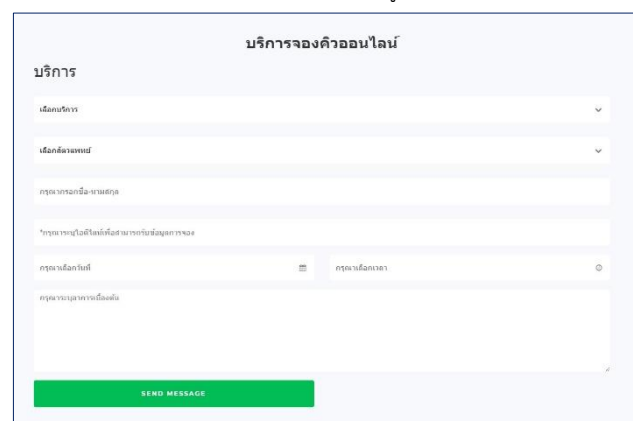 บริการจองคิวออนไลน์
บริการ
เลือกบริการ
เลือกสัตวแพทย์
กรุณากรอกชื่อ-นามสกุล
*กรุณาระบุไอดีไลน์เพื่อสามารถรับข้อมูลการจอง
กรุณาเลือกวันที่
กรุณาเลือกเวลา
กรุณาระบุอาการเบื้องต้น
SEND MESSAGE